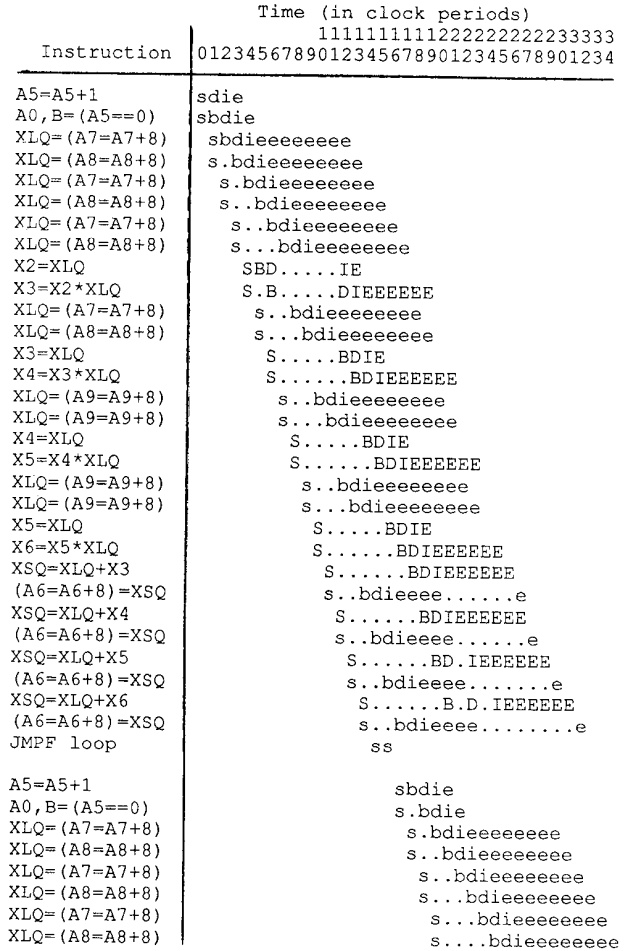 Time (in clock periods)
1111111111222222222233333
Instruction 01234567890123456789012345678901234
A5=A5+1 sdie
A0,B=(A5==0) sbdie
XLQ=(A7=A7+8) sbdieeeeeeee
XLQ=(A8=A8+8) s.bdieeeeeeee
XLQ=(A7=A7+8) s.bdieeeeeeee
XLQ=(A8=A8+8) s..bdieeeeeeee
XLQ=(A7=A7+8) s..bdieeeeeeee
XLQ=(A8=A8+8) s...bdieeeeeeee
X2=XLQ SBD.....IE
X3=X2*XLQ S.B.....DIEEEEEE
XLQ=(A7=A7+8) s..bdieeeeeeee
XLQ=(A8=A8+8) s...bdieeeeeeee
X3=XLQ S......BDIE
X4=X3*XLQ S......BDIEEEEEE
XLQ=(A9=A9+8) s..bdieeeeeeee
XLQ=(A9=A9+8) s...bdieeeeeeee
X4=XLQ S.....BDIE
X5=X4*XLQ S......BDIEEEEEE
XLQ=(A9=A9+8) s..bdieeeeeeee
XLQ=(A9=A9+8) s...bdieeeeeeee
X5=XLQ S.....BDIE
X6=X5*XLQ S......BDIEEEEEE
XSQ=XLQ+X3 S......BDIEEEEEE
(A6=A6+8)=XSQ s..bdieeee......e
XSQ=XLQ+X4 S......BDIEEEEEE
(A6=A6+8)=XSQ s..bdieeee......e
XSQ=XLQ+X5 S......BD.IEEEEEE
(A6=A6+8)=XSQ s..bdieeee.......e
XSQ=XLQ+X6 S......B.D.IEEEEEE
(A6=A6+8)=XSQ s..bdieeee........e
JMPF loop ss
A5=A5+1 sbdie
A0,B=(A5==0) s.bdie
XLQ=(A7=A7+8) s.bdieeeeeeee
XLQ=(A8=A8+8) s..bdieeeeeeee
XLQ=(A7=A7+8) s..bdieeeeeeee
XLQ=(A8=A8+8) s...bdieeeeeeee
XLQ=(A7=A7+8) s...bdieeeeeeee
XLQ=(A8=A8+8) s....bdieeeeeeee